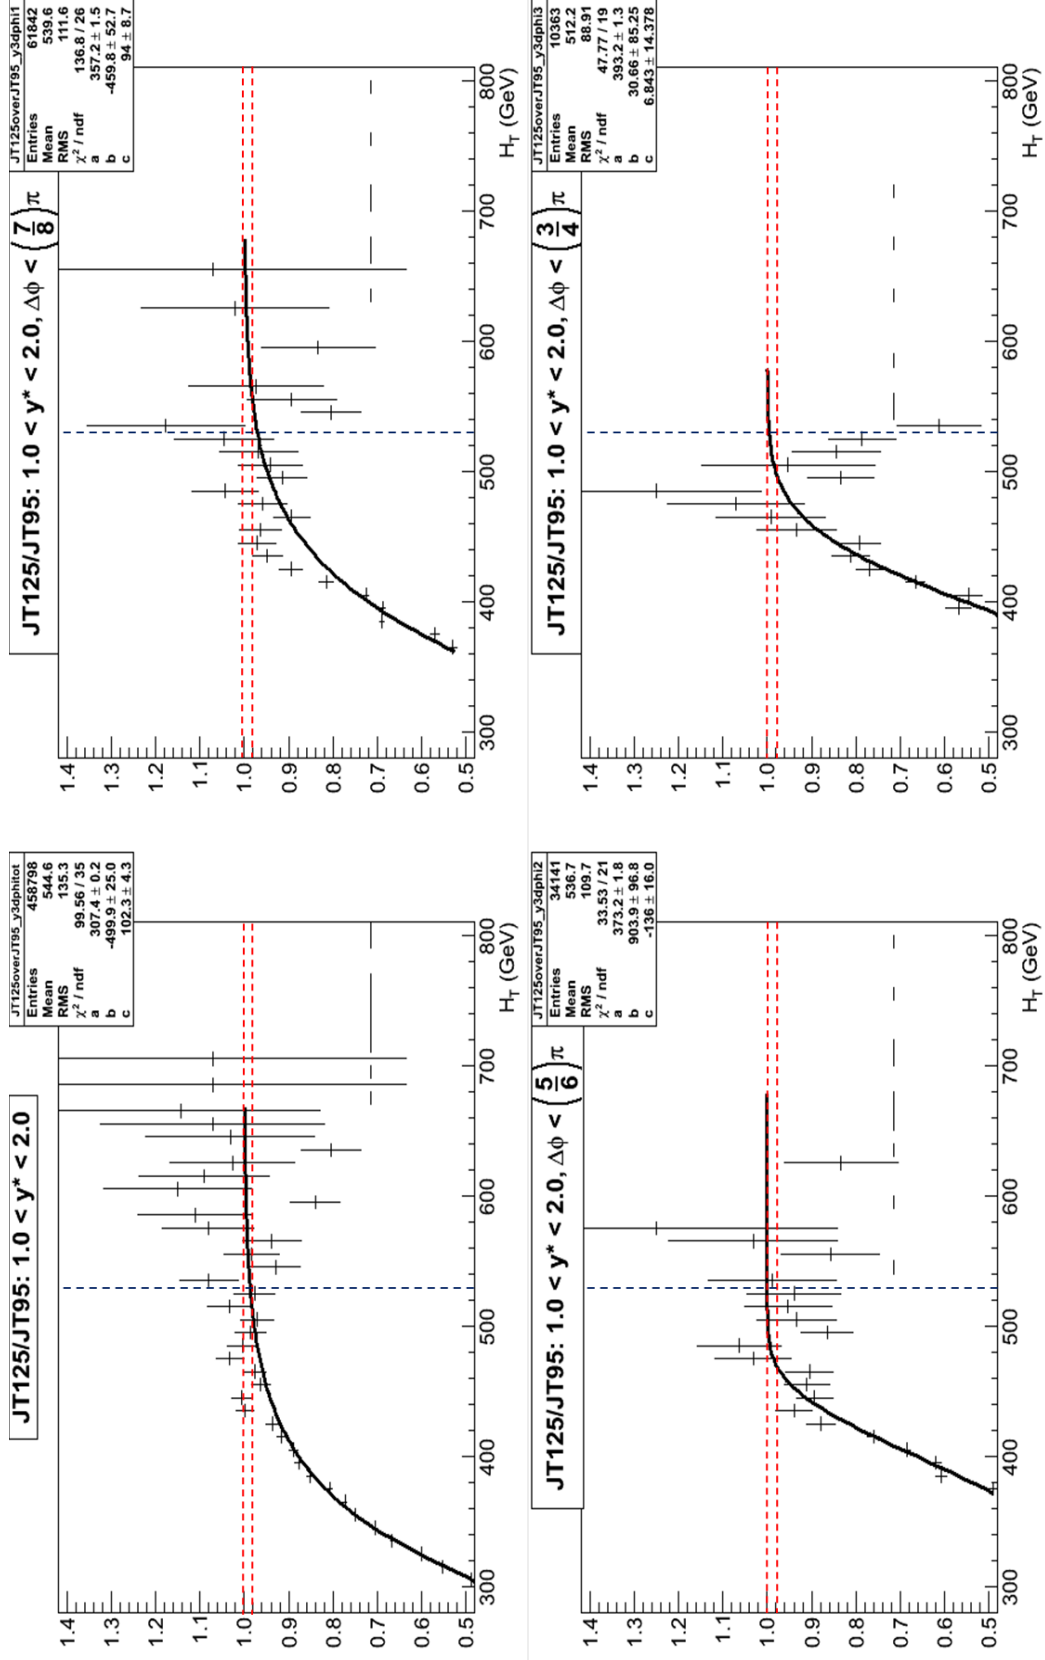 JT125/JT95: 1.0 < y* < 2.0
JT125overJT95_y3dphitot
Entries 458798
Mean 544.6
RMS 135.3
χ² / ndf 99.56 / 35
a 307.4 ± 0.2
b -499.9 ± 25.0
c 102.3 ± 4.3
1.4
1.3
1.2
1.1
1.0
0.9
0.8
0.7
0.6
0.5
300 400 500 600 700 800
H_T (GeV)
JT125/JT95: 1.0 < y* < 2.0, Δϕ < (7/8)π
JT125overJT95_y3dphi1
Entries 61842
Mean 539.6
RMS 111.6
χ² / ndf 136.8 / 26
a 357.2 ± 1.5
b -459.8 ± 52.7
c 94 ± 8.7
1.4
1.3
1.2
1.1
1.0
0.9
0.8
0.7
0.6
0.5
300 400 500 600 700 800
H_T (GeV)
JT125/JT95: 1.0 < y* < 2.0, Δϕ < (5/6)π
JT125overJT95_y3dphi2
Entries 34141
Mean 536.7
RMS 109.7
χ² / ndf 33.53 / 21
a 373.2 ± 1.8
b 903.9 ± 96.8
c -136 ± 16.0
1.4
1.3
1.2
1.1
1.0
0.9
0.8
0.7
0.6
0.5
300 400 500 600 700 800
H_T (GeV)
JT125/JT95: 1.0 < y* < 2.0, Δϕ < (3/4)π
JT125overJT95_y3dphi3
Entries 10363
Mean 512.2
RMS 88.91
χ² / ndf 47.77 / 19
a 393.2 ± 1.3
b 30.66 ± 85.25
c 6.843 ± 14.378
1.4
1.3
1.2
1.1
1.0
0.9
0.8
0.7
0.6
0.5
300 400 500 600 700 800
H_T (GeV)